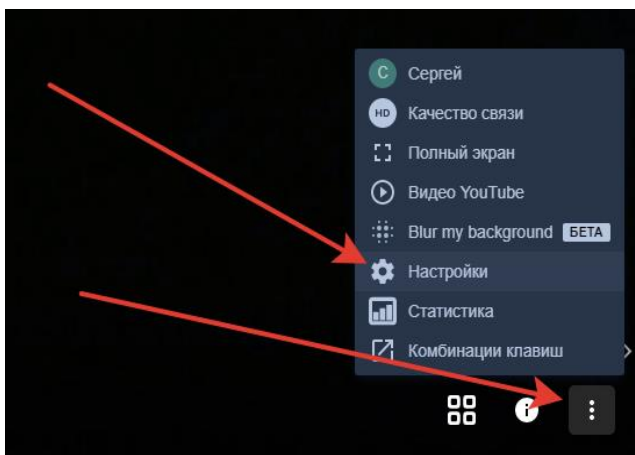 С Сергей
HD Качество связи
Полный экран
Видео YouTube
Blur my background БЕТА
Настройки
Статистика
Комбинации клавиш